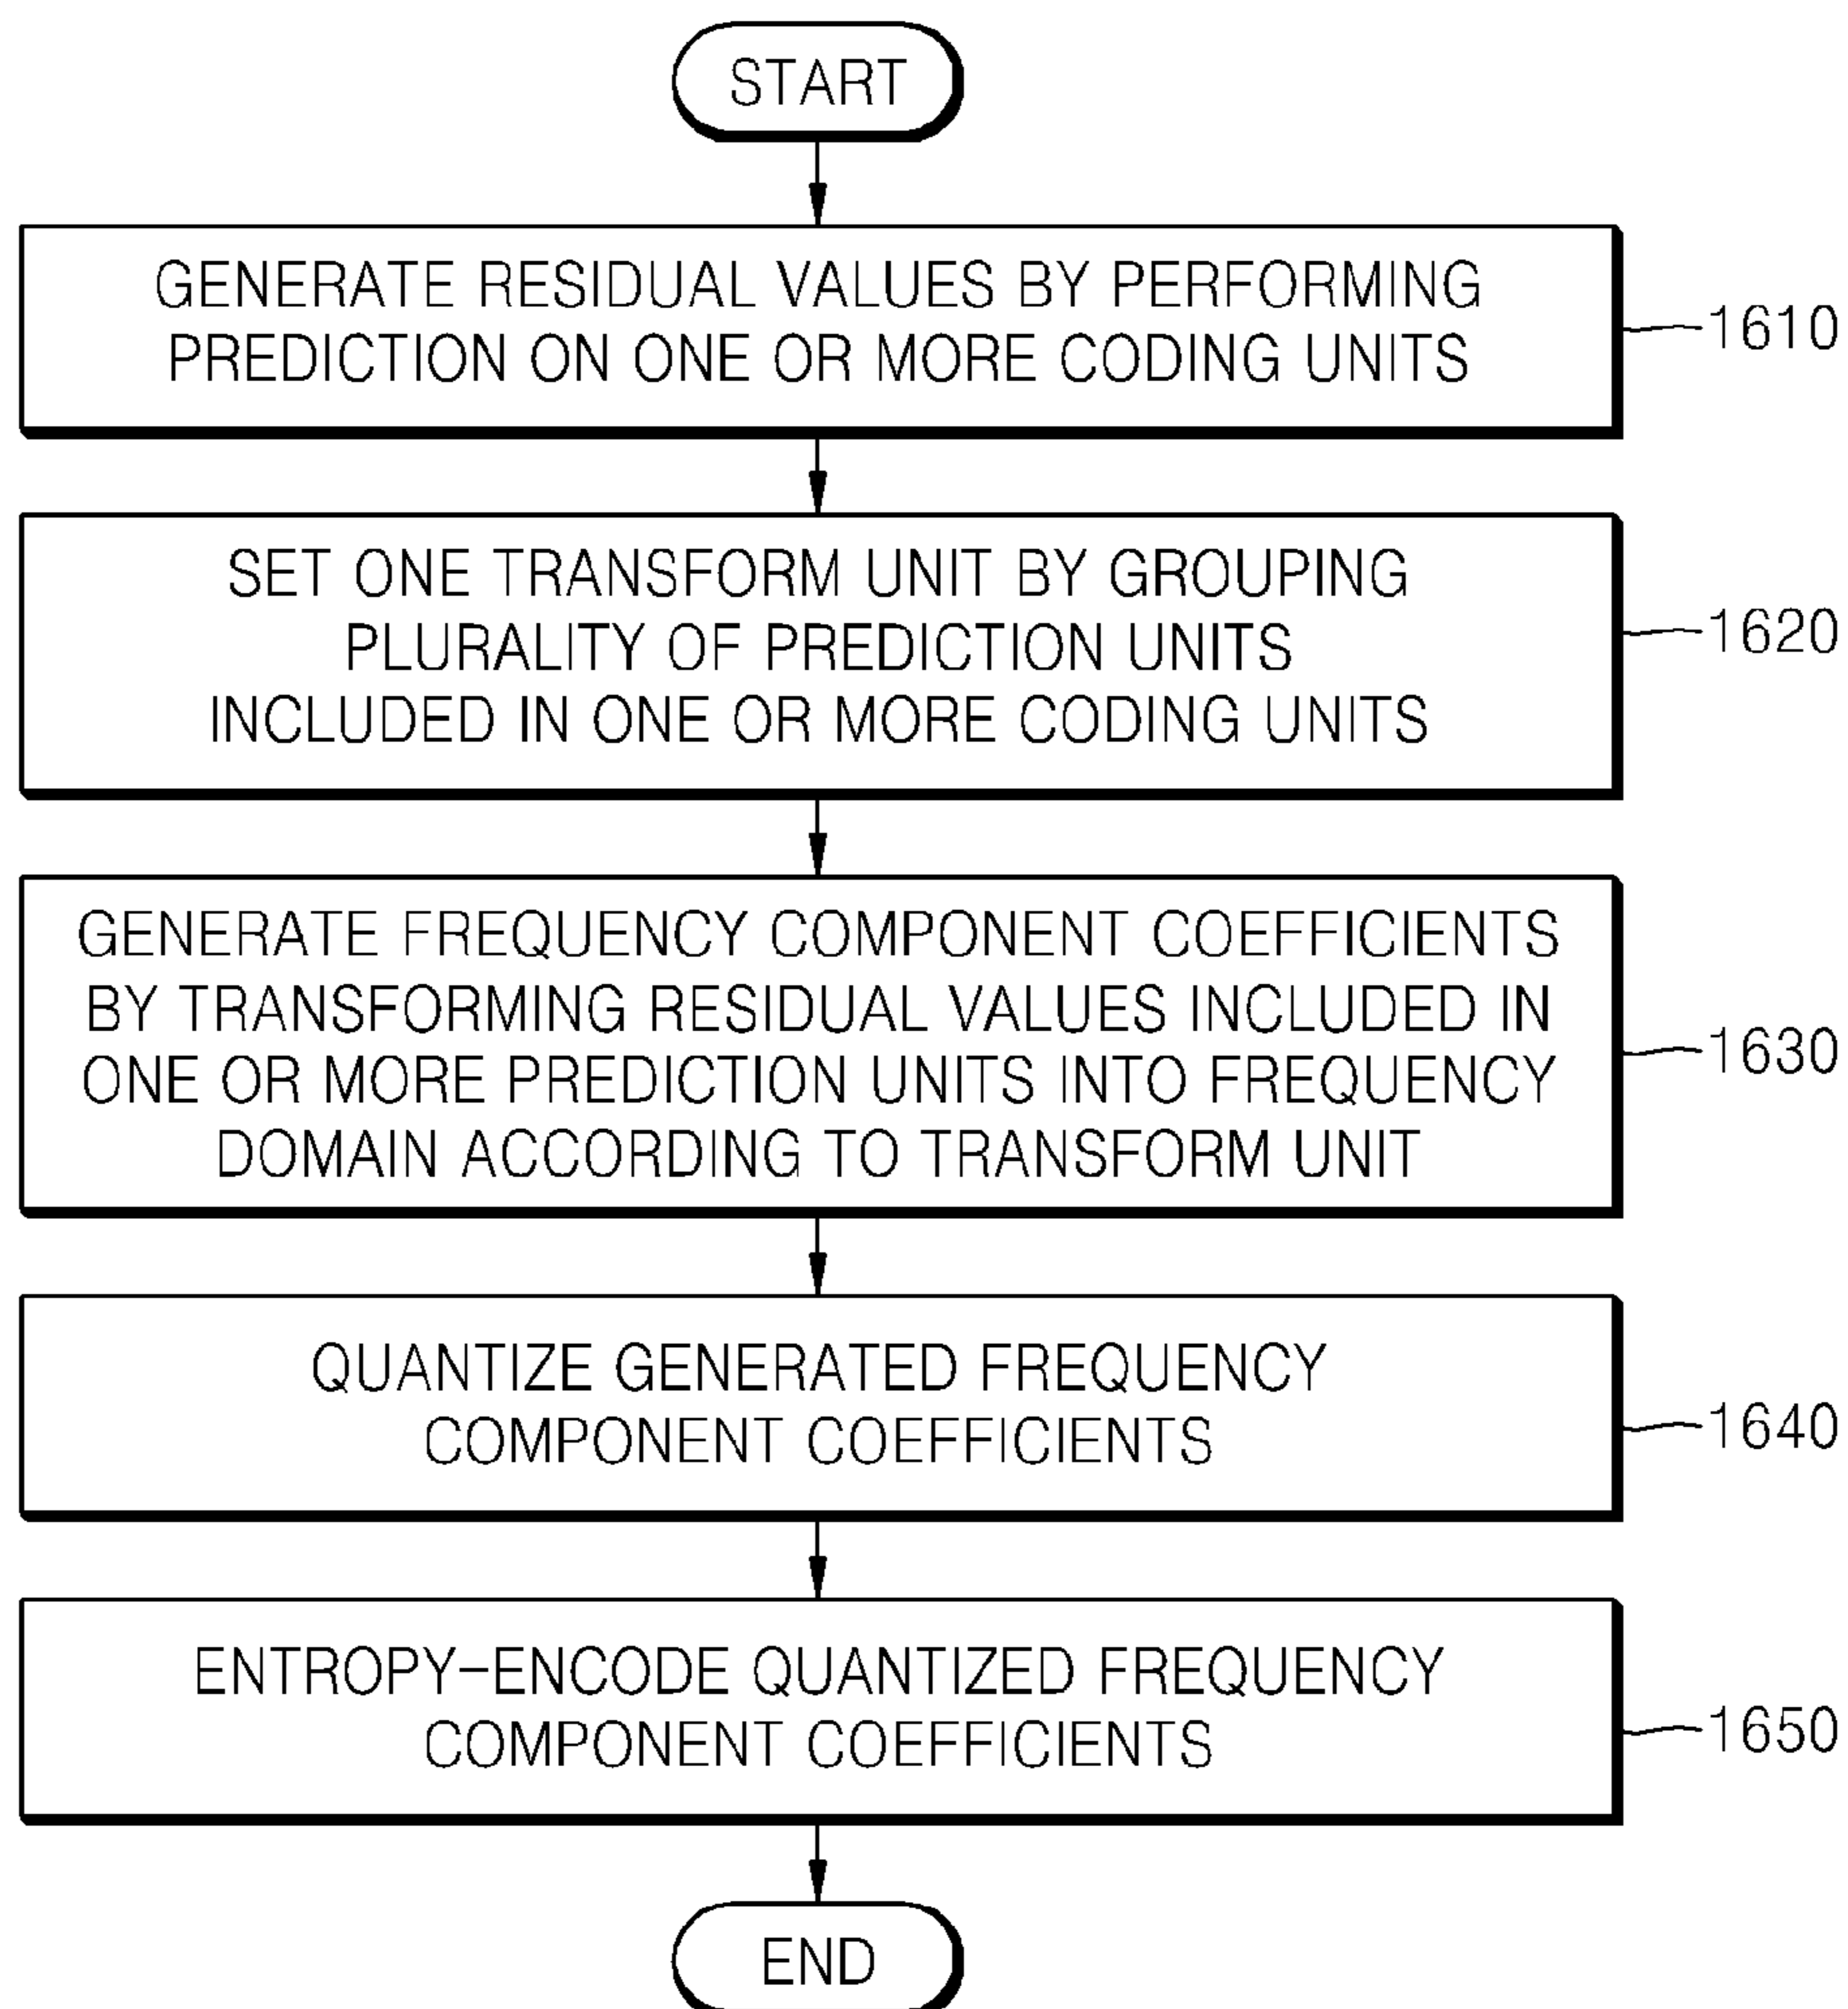 START
GENERATE RESIDUAL VALUES BY PERFORMING
PREDICTION ON ONE OR MORE CODING UNITS
1610
SET ONE TRANSFORM UNIT BY GROUPING
PLURALITY OF PREDICTION UNITS
INCLUDED IN ONE OR MORE CODING UNITS
1620
GENERATE FREQUENCY COMPONENT COEFFICIENTS
BY TRANSFORMING RESIDUAL VALUES INCLUDED IN
ONE OR MORE PREDICTION UNITS INTO FREQUENCY
DOMAIN ACCORDING TO TRANSFORM UNIT
1630
QUANTIZE GENERATED FREQUENCY
COMPONENT COEFFICIENTS
1640
ENTROPY-ENCODE QUANTIZED FREQUENCY
COMPONENT COEFFICIENTS
1650
END